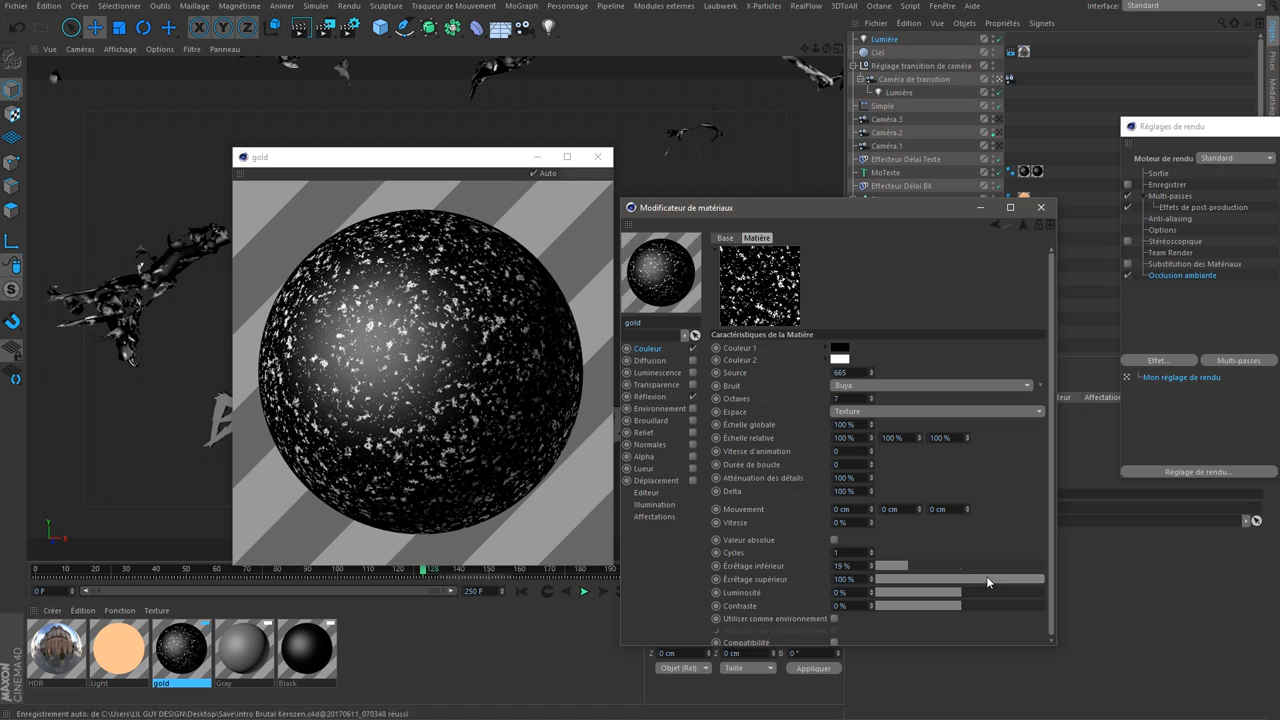 Fichier Édition Créer Sélectionner Outils Maillage Magnétisme Animer Simuler Rendu Sculpture Traqueur de Mouvement MoGraph Personnage Pipeline Modules externes Laubwerk X-Particles RealFlow 3DToAll Octane Script Fenêtre Aide Interface: Standard
Fichier Édition Vue Objets Propriétés Signets
Vue Caméras Affichage Options Filtre Panneau
Lumière
Ciel
Réglage transition de caméra
Caméra de transition
Lumière
Simple
Caméra.3
Caméra.2
Caméra.1
Effecteur Délai Texte
MoTexte
Effecteur Délai BK
Objets
Prises
gold
Auto
Modificateur de matériaux
Base Matière
gold
Couleur
Diffusion
Luminescence
Transparence
Réflexion
Environnement
Brouillard
Relief
Normales
Alpha
Lueur
Déplacement
Editeur
Illumination
Affectations
Caractéristiques de la Matière
Couleur 1
Couleur 2
Source 665
Bruit Buya
Octaves 7
Espace Texture
Échelle globale 100 %
Échelle relative 100 % 100 % 100 %
Vitesse d'animation 0
Durée de boucle 0
Atténuation des détails 100 %
Delta 100 %
Mouvement 0 cm 0 cm 0 cm
Vitesse 0 %
Valeur absolue
Cycles 1
Écrêtage inférieur 19 %
Écrêtage supérieur 100 %
Luminosité 0 %
Contraste 0 %
Utiliser comme environnement
Compatibilité
Réglages de rendu
Moteur de rendu Standard
Sortie
Enregistrer
Multi-passes
Effets de post-production
Anti-aliasing
Options
Stéréoscopique
Team Render
Substitution des Matériaux
Occlusion ambiante
Effet... Multi-passes
Mon réglage de rendu
Réglage de rendu...
Y
X
0 10 20 30 40 50 60 70 80 90 100 110 128 140 150 160 170 180 190
0 F 0 F 250 F 250 F
Créer Édition Fonction Texture
HDR Light gold Gray Black
Z 0 cm Z 0 cm B 0 °
Objet (Rel) Taille Appliquer
MAXON
CINEMA 4D
Enregistrement auto. de C:\Users\LIL GUY DESIGN\Desktop\Save\Intro Brutal Kerozen.c4d@20170611_070348 réussi